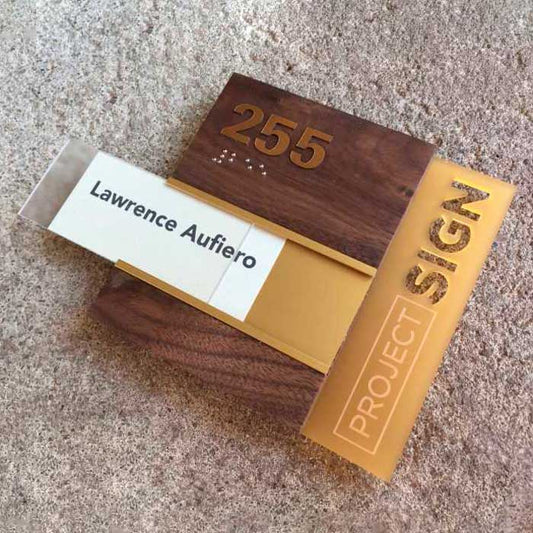 255
Lawrence Aufiero
PROJECT SIGN